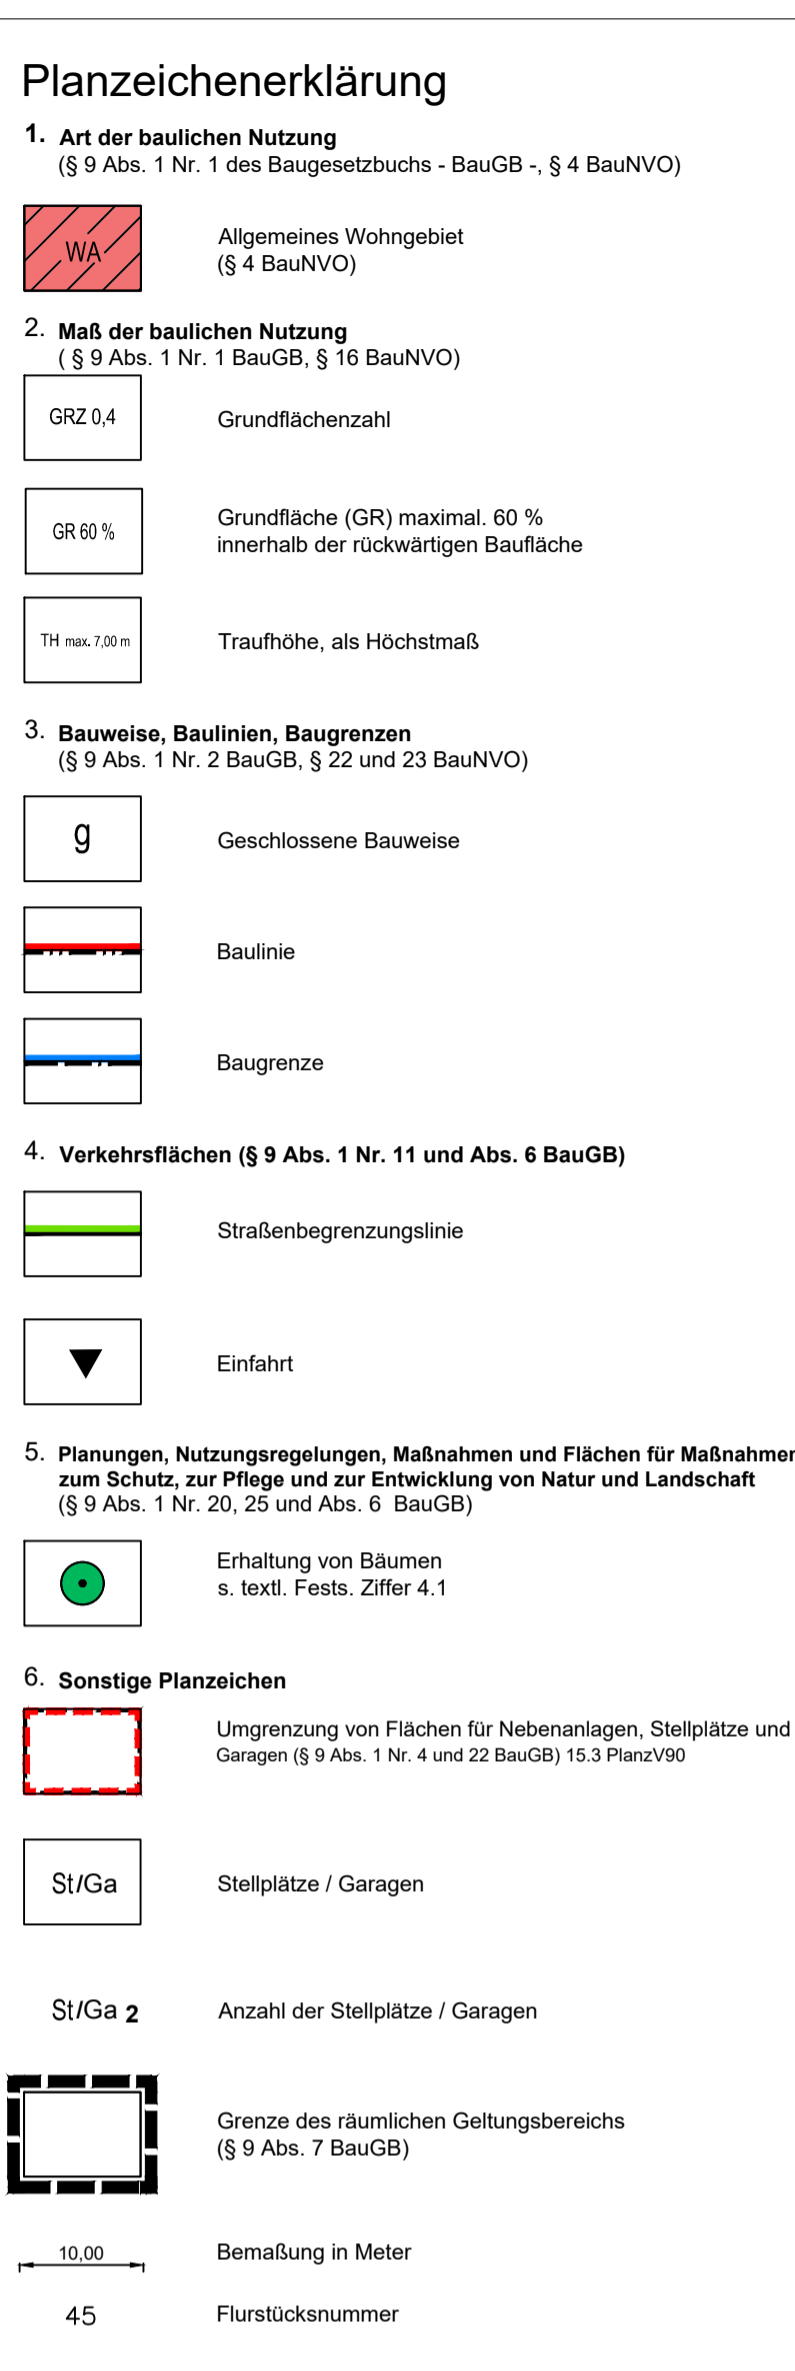 Planzeichenerklärung
1. Art der baulichen Nutzung
(§ 9 Abs. 1 Nr. 1 des Baugesetzbuchs - BauGB -, § 4 BauNVO)
WA
Allgemeines Wohngebiet
(§ 4 BauNVO)
2. Maß der baulichen Nutzung
( § 9 Abs. 1 Nr. 1 BauGB, § 16 BauNVO)
GRZ 0,4 Grundflächenzahl
Grundfläche (GR) maximal. 60 %
GR 60 %
innerhalb der rückwärtigen Baufläche
TH max. 7,00 m Traufhöhe, als Höchstmaß
3. Bauweise, Baulinien, Baugrenzen
(§ 9 Abs. 1 Nr. 2 BauGB, § 22 und 23 BauNVO)
g Geschlossene Bauweise
Baulinie
Baugrenze
4. Verkehrsflächen (§ 9 Abs. 1 Nr. 11 und Abs. 6 BauGB)
Straßenbegrenzungslinie
Einfahrt
5. Planungen, Nutzungsregelungen, Maßnahmen und Flächen für Maßnahmen
zum Schutz, zur Pflege und zur Entwicklung von Natur und Landschaft
(§ 9 Abs. 1 Nr. 20, 25 und Abs. 6 BauGB)
Erhaltung von Bäumen
s. textl. Fests. Ziffer 4.1
6. Sonstige Planzeichen
Umgrenzung von Flächen für Nebenanlagen, Stellplätze und
Garagen (§ 9 Abs. 1 Nr. 4 und 22 BauGB) 15.3 PlanzV90
St/Ga Stellplätze / Garagen
St/Ga 2 Anzahl der Stellplätze / Garagen
Grenze des räumlichen Geltungsbereichs
(§ 9 Abs. 7 BauGB)
10,00 Bemaßung in Meter
45 Flurstücksnummer